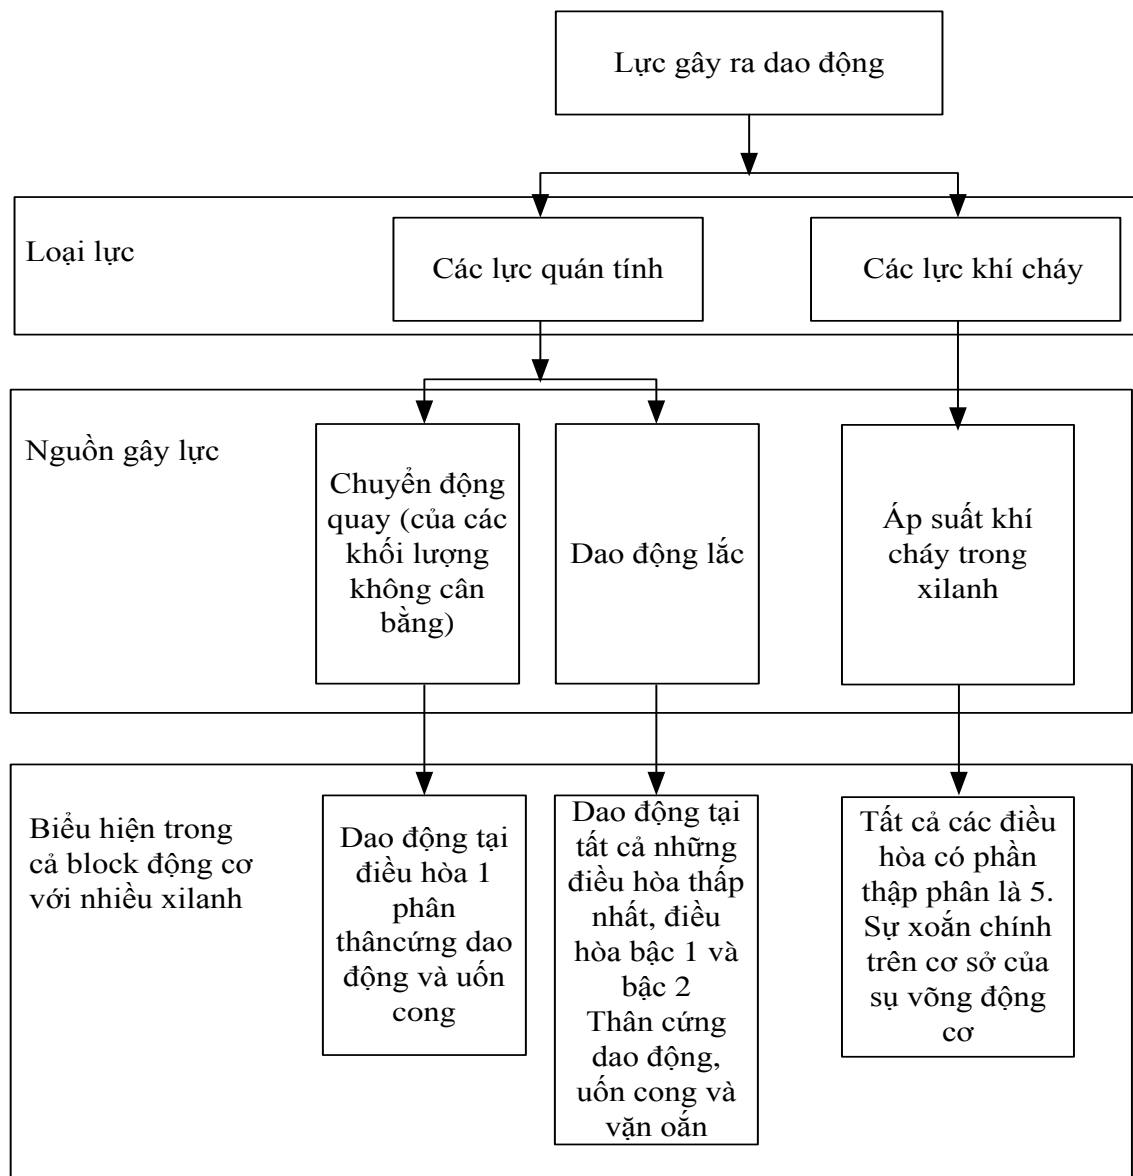 Lực gây ra dao động
Loại lực
Các lực quán tính
Các lực khí cháy
Nguồn gây lực
Chuyển động
quay (của các
khối lượng
không cân
bằng)
Dao động lắc
Áp suất khí
cháy trong
xilanh
Biểu hiện trong
cả block động cơ
với nhiều xilanh
Dao động tại
điều hòa 1
phân
thâncứng dao
động và uốn
cong
Dao động tại
tất cả những
điều hòa thấp
nhất, điều
hòa bậc 1 và
bậc 2
Thân cứng
dao động,
uốn cong và
vặn oắn
Tất cả các điều
hòa có phần
thập phân là 5.
Sự xoắn chính
trên cơ sở của
sụ võng động
cơ